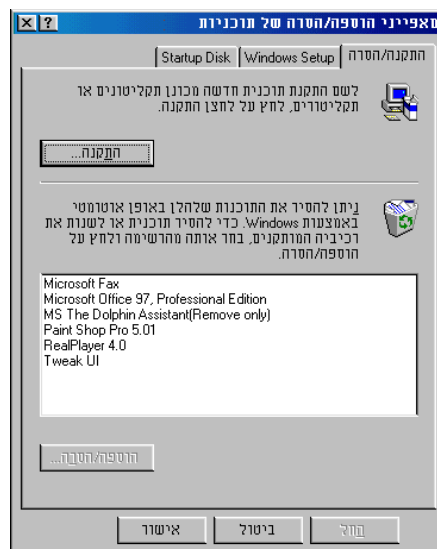 מאפייני הוספה/הסרה של תוכניות
התקנה/הסרה Windows Setup Startup Disk
לשם התקנת תוכנית חדשה מכונן תקליטונים או
תקליטורים, לחץ על לחצן התקנה.
התקנה...
ניתן להסיר את התוכנות שלהלן באופן אוטומטי
באמצעות Windows. כדי להסיר תוכנית או לשנות את
רכיביה המותקנים, בחר אותה מהרשימה ולחץ על
הוספה/הסרה.
Microsoft Fax
Microsoft Office 97, Professional Edition
MS The Dolphin Assistant(Remove only)
Paint Shop Pro 5.01
RealPlayer 4.0
Tweak UI
הוספה/הסרה...
החל ביטול אישור